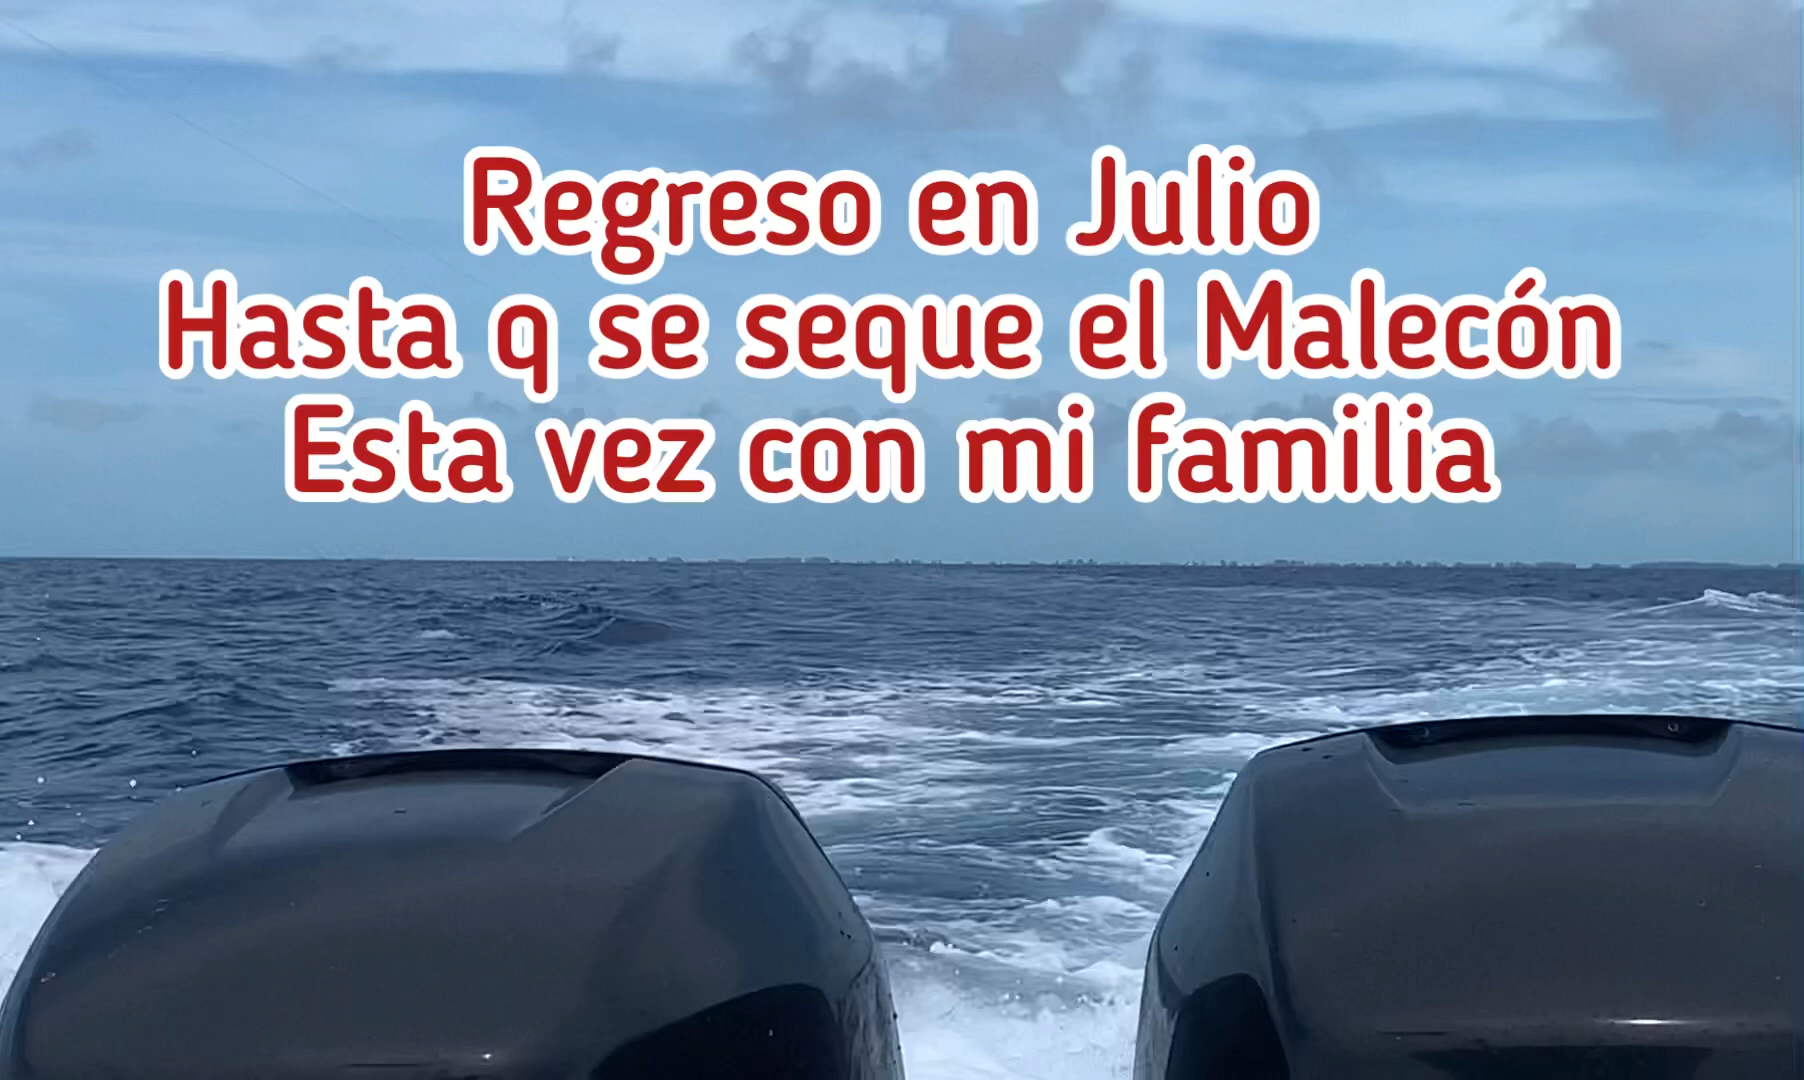 Regreso en Julio
Hasta q se seque el Malecón
Esta vez con mi familia